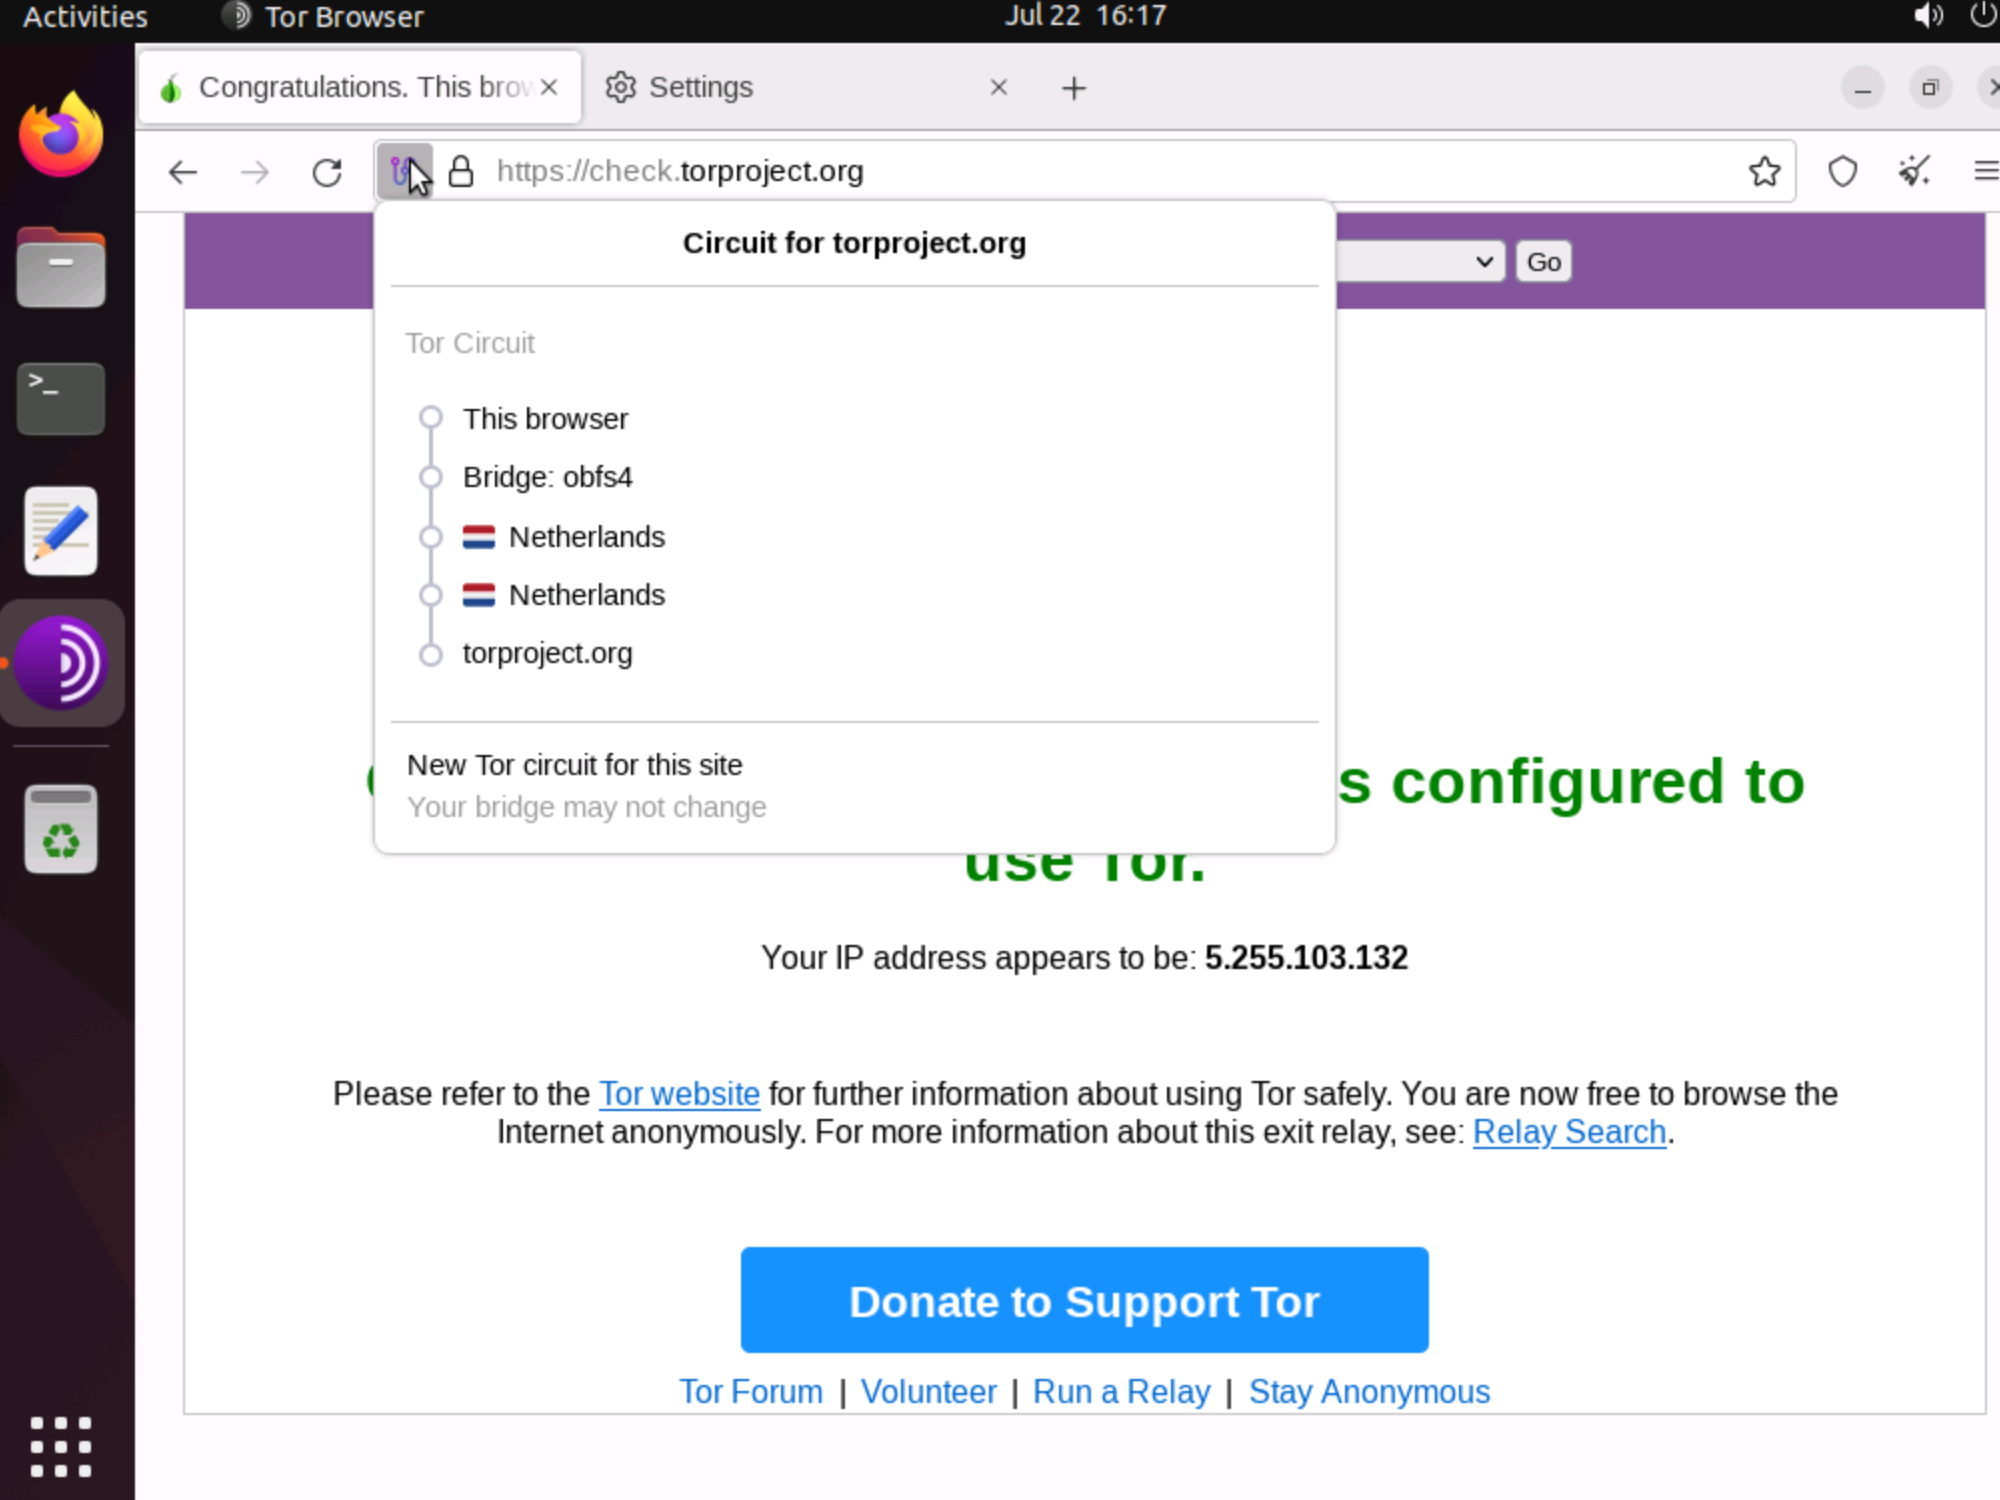 Activities
Tor Browser
Jul 22 16:17
Congratulations. This brow
Settings
https://check.torproject.org
Circuit for torproject.org
Go
Tor Circuit
This browser
Bridge: obfs4
Netherlands
Netherlands
torproject.org
New Tor circuit for this site
Your bridge may not change
s configured to
use Tor.
Your IP address appears to be: 5.255.103.132
Please refer to the Tor website for further information about using Tor safely. You are now free to browse the
Internet anonymously. For more information about this exit relay, see: Relay Search.
Donate to Support Tor
Tor Forum | Volunteer | Run a Relay | Stay Anonymous